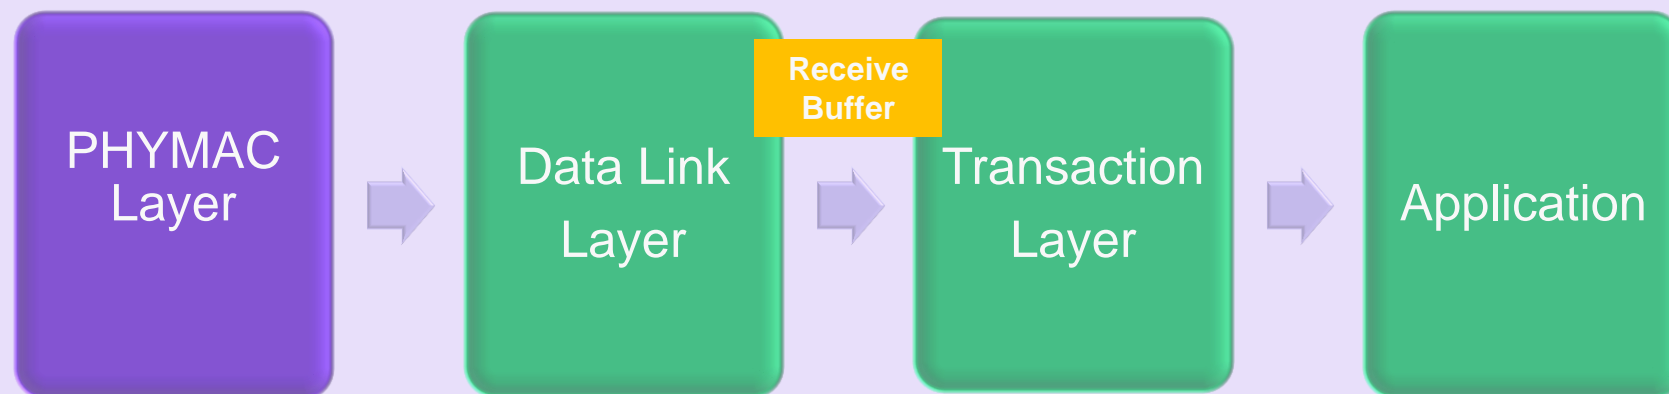 PHYMAC
Layer
Data Link
Layer
Receive
Buffer
Transaction
Layer
Application